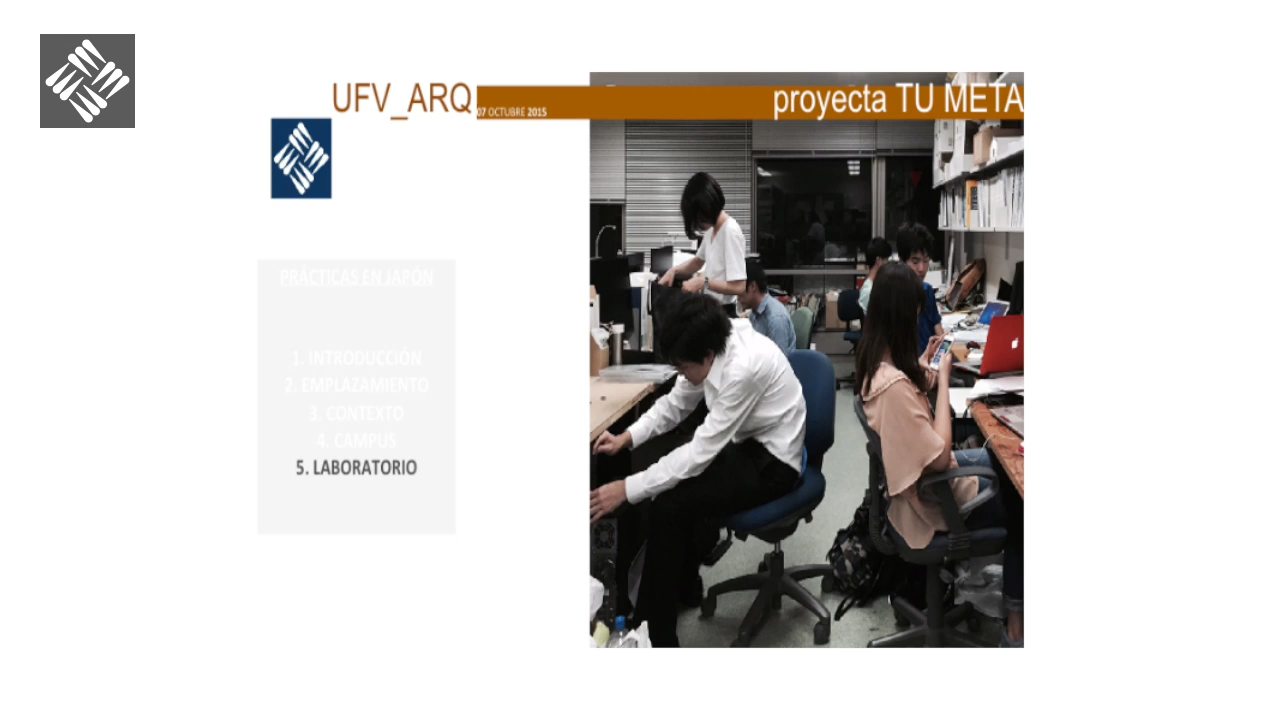 UFV_ARQ
07 OCTUBRE 2015
proyecta TU META
PRÁCTICAS EN JAPÓN
1. INTRODUCCIÓN
2. EMPLAZAMIENTO
3. CONTEXTO
4. CAMPUS
5. LABORATORIO